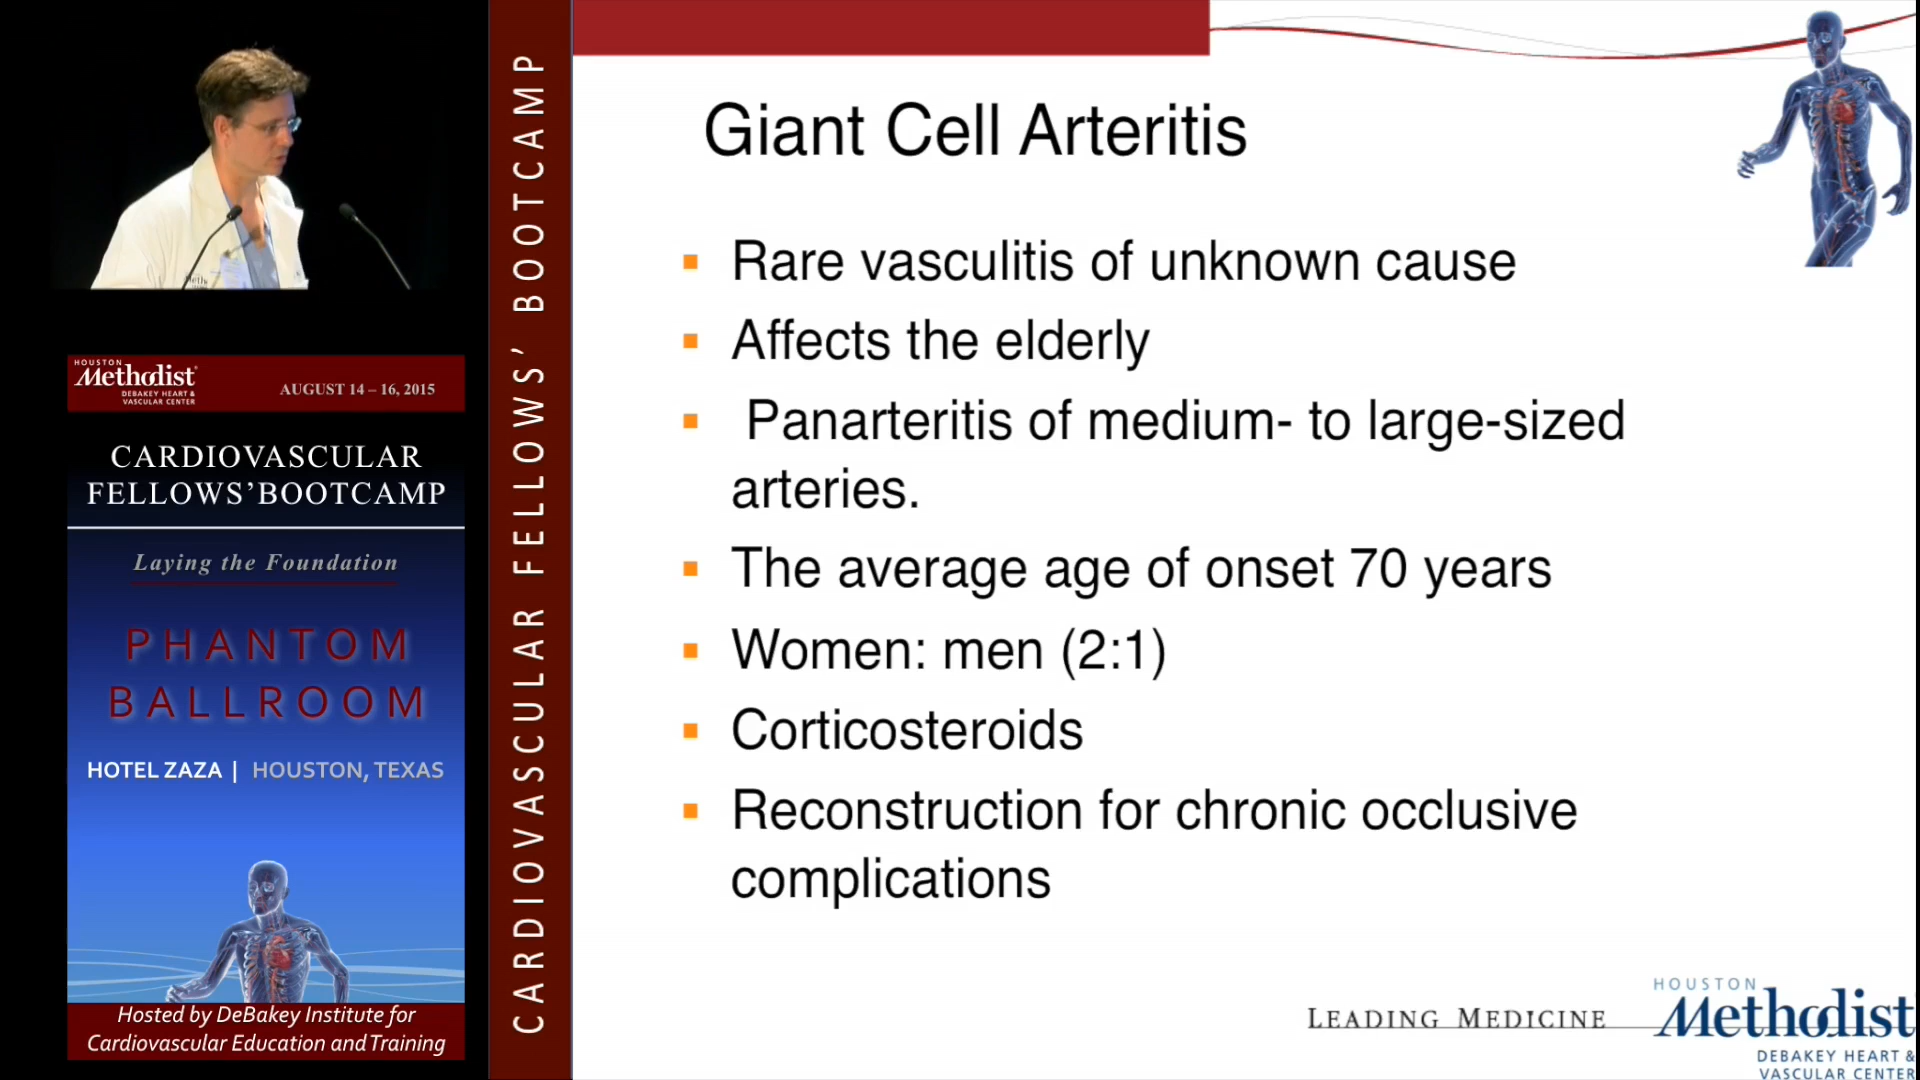 HOUSTON
Methodist
DEBAKEY HEART &
VASCULAR CENTER
AUGUST 14 – 16, 2015
CARDIOVASCULAR
FELLOWS’BOOTCAMP
Laying the Foundation
PHANTOM
BALLROOM
HOTEL ZAZA | HOUSTON, TEXAS
Hosted by DeBakey Institute for
Cardiovascular Education and Training
CARDIOVASCULAR FELLOWS’ BOOTCAMP
Giant Cell Arteritis
▪ Rare vasculitis of unknown cause
▪ Affects the elderly
▪ Panarteritis of medium- to large-sized
arteries.
▪ The average age of onset 70 years
▪ Women: men (2:1)
▪ Corticosteroids
▪ Reconstruction for chronic occlusive
complications
LEADING MEDICINE
HOUSTON
Methodist
DEBAKEY HEART &
VASCULAR CENTER